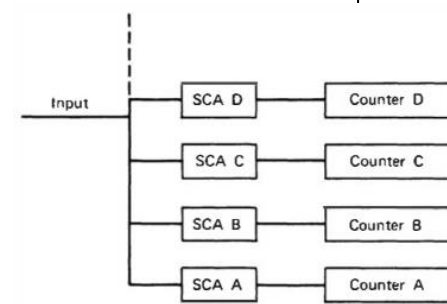 SCA D
Counter D
Input
SCA C
Counter C
SCA B
Counter B
SCA A
Counter A